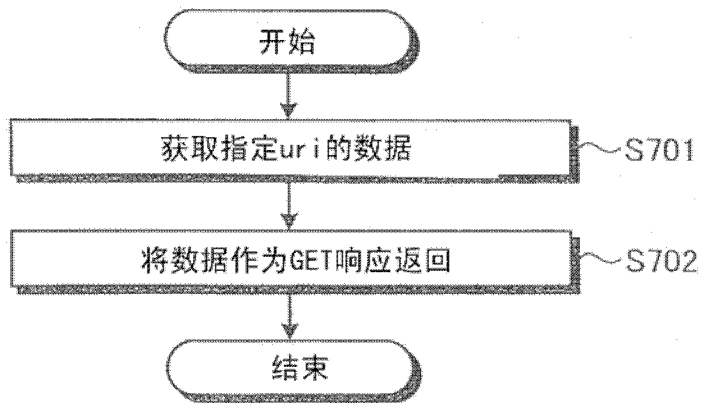 开始
获取指定uri的数据
S701
将数据作为GET响应返回
S702
结束